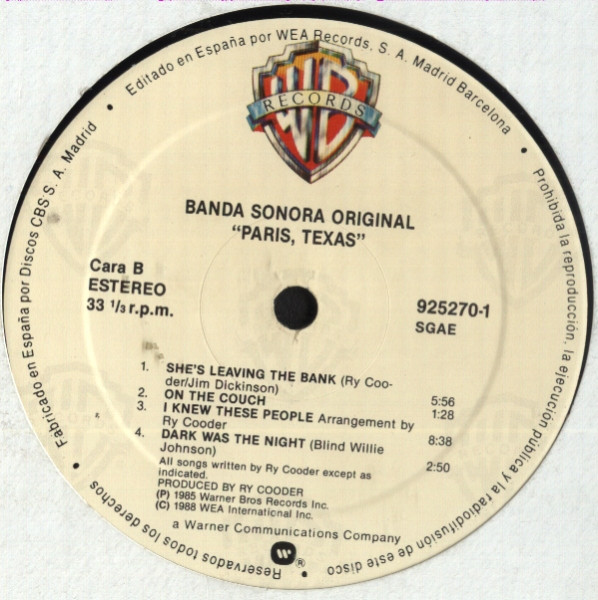 Editado en España por WEA Records, S. A. Madrid Barcelona
WB
RECORDS
BANDA SONORA ORIGINAL
“PARIS, TEXAS”
Cara B
ESTÉREO
33 1/3 r.p.m.
925270-1
SGAE
1. SHE'S LEAVING THE BANK (Ry Coo-
der/Jim Dickinson) 5:56
2. ON THE COUCH 1:28
3. I KNEW THESE PEOPLE Arrangement by
Ry Cooder 8:38
4. DARK WAS THE NIGHT (Blind Willie
Johnson) 2:50
All songs written by Ry Cooder except as
indicated.
PRODUCED BY RY COODER
(P) 1985 Warner Bros Records Inc.
(C) 1988 WEA International Inc.
a Warner Communications Company
W ®
Prohibida la reproducción, la ejecución pública y la radiodifusión de este disco
Reservados todos los derechos
Fabricado en España por Discos CBS S. A. Madrid